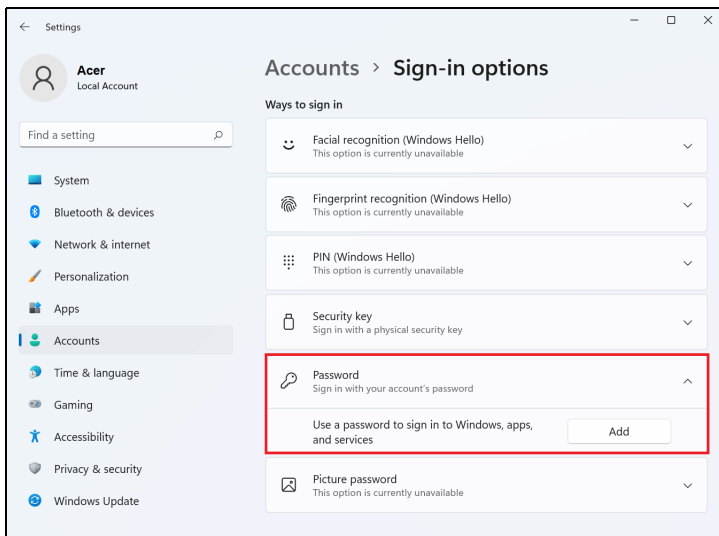 Settings
Acer
Local Account
Find a setting
System
Bluetooth & devices
Network & internet
Personalization
Apps
Accounts
Time & language
Gaming
Accessibility
Privacy & security
Windows Update
Accounts > Sign-in options
Ways to sign in
Facial recognition (Windows Hello)
This option is currently unavailable
Fingerprint recognition (Windows Hello)
This option is currently unavailable
PIN (Windows Hello)
This option is currently unavailable
Security key
Sign in with a physical security key
Password
Sign in with your account's password
Use a password to sign in to Windows, apps,
and services
Add
Picture password
This option is currently unavailable